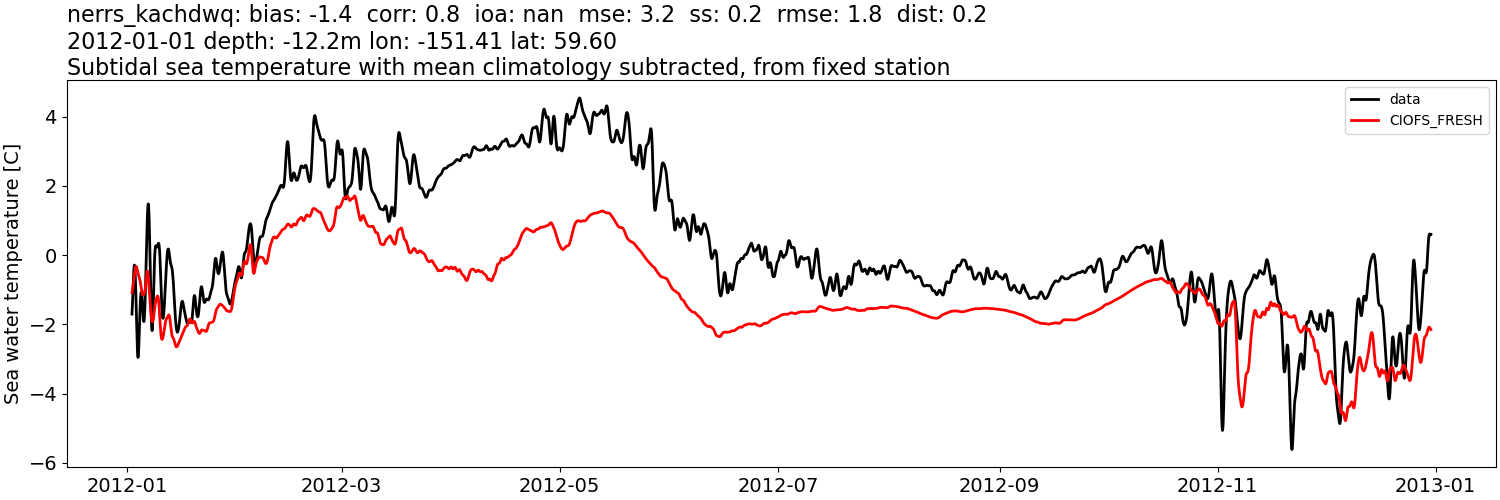 nerrs_kachdwq: bias: -1.4  corr: 0.8  ioa: nan  mse: 3.2  ss: 0.2  rmse: 1.8  dist: 0.2
2012-01-01 depth: -12.2m lon: -151.41 lat: 59.60
Subtidal sea temperature with mean climatology subtracted, from fixed station
data
CIOFS_FRESH
Sea water temperature [C]
4
2
0
−2
−4
−6
2012-01
2012-03
2012-05
2012-07
2012-09
2012-11
2013-01